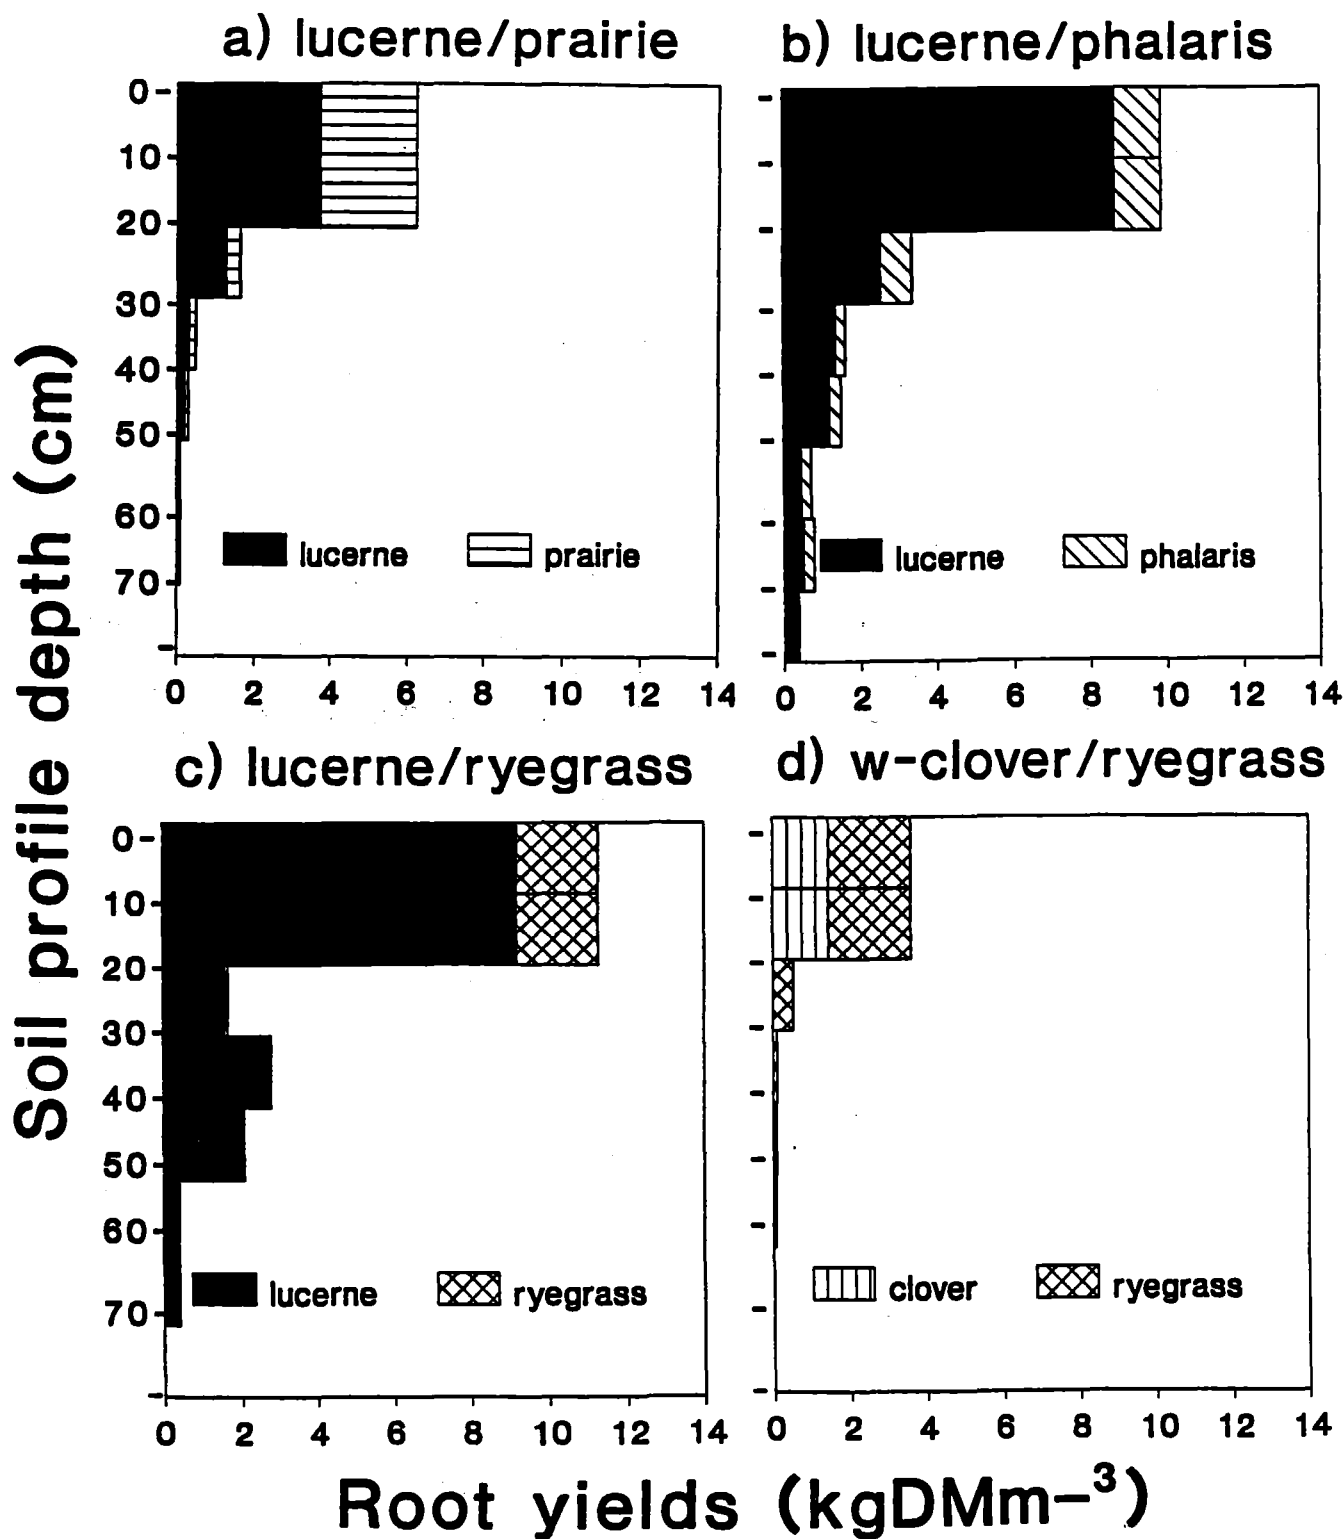 a) lucerne/prairie
b) lucerne/phalaris
0
10
20
30
40
50
60
70
lucerne
prairie
lucerne
phalaris
0 2 4 6 8 10 12 14
0 2 4 6 8 10 12 14
c) lucerne/ryegrass
d) w-clover/ryegrass
0
10
20
30
40
50
60
70
lucerne
ryegrass
clover
ryegrass
0 2 4 6 8 10 12 14
0 2 4 6 8 10 12 14
Soil profile depth (cm)
Root yields (kgDMm-³)